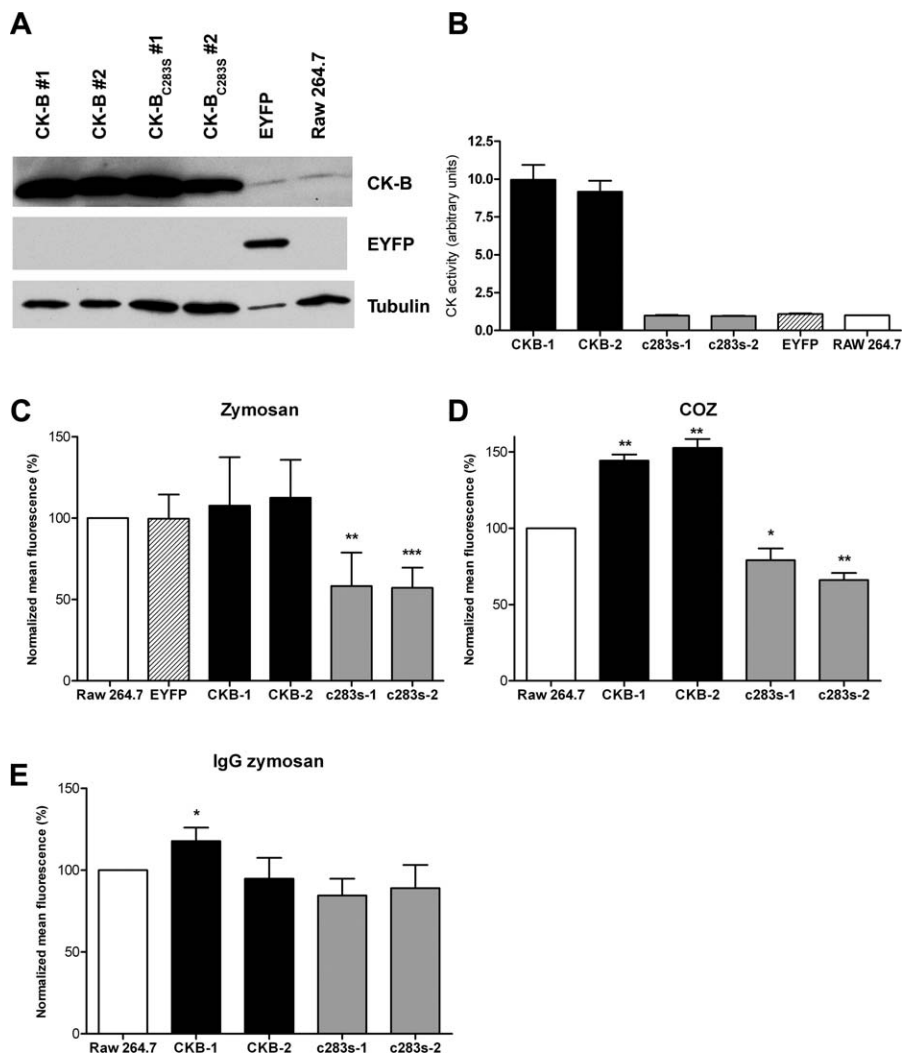 A
CK-B #1
CK-B #2
CK-B C283S #1
CK-B C283S #2
EYFP
Raw 264.7
CK-B
EYFP
Tubulin
B
CK activity (arbitrary units)
12.5
10.0
7.5
5.0
2.5
0.0
CKB-1 CKB-2 c283s-1 c283s-2 EYFP RAW 264.7
C
Zymosan
Normalized mean fluorescence (%)
150
100
50
0
** ***
Raw 264.7 EYFP CKB-1 CKB-2 c283s-1 c283s-2
D
COZ
Normalized mean fluorescence (%)
150
100
50
0
** ** * **
Raw 264.7 CKB-1 CKB-2 c283s-1 c283s-2
E
IgG zymosan
Normalized mean fluorescence (%)
150
100
50
0
*
Raw 264.7 CKB-1 CKB-2 c283s-1 c283s-2